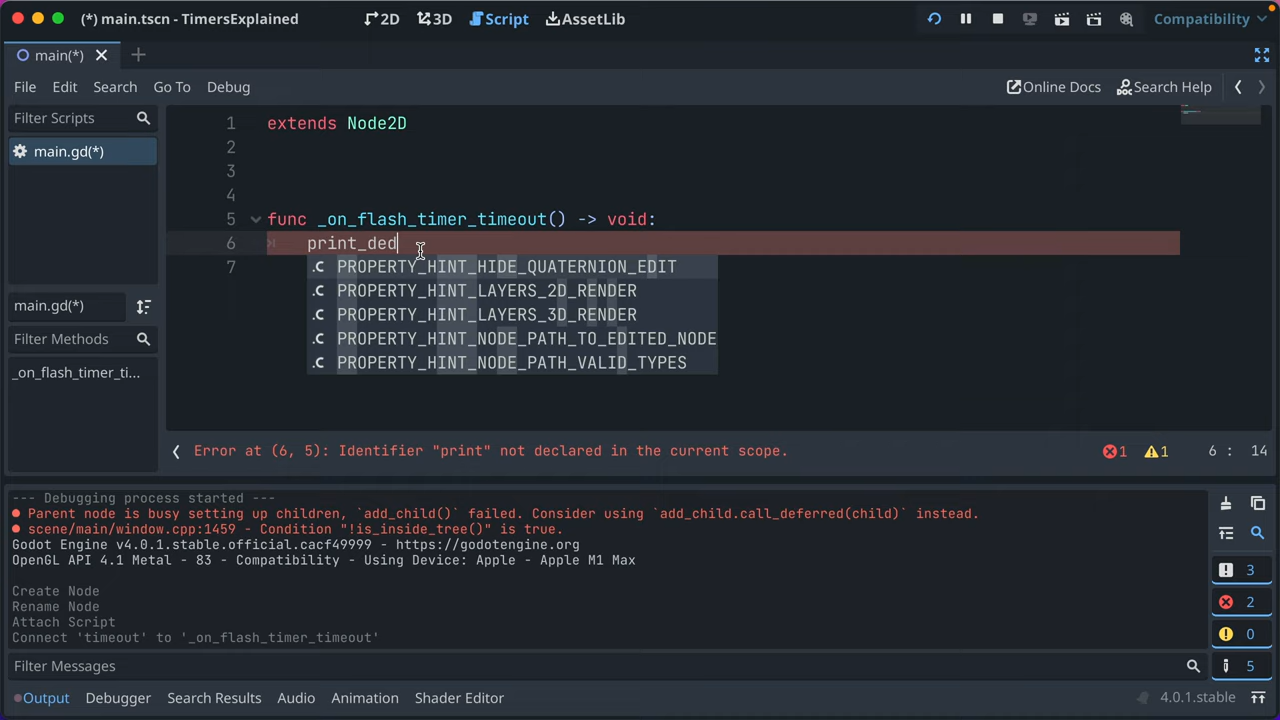 (*) main.tscn - TimersExplained
2D
3D
Script
AssetLib
Compatibility
main(*)
File Edit Search Go To Debug
Online Docs
Search Help
Filter Scripts
main.gd(*)
main.gd(*)
Filter Methods
_on_flash_timer_ti...
1 extends Node2D
2
3
4
5 func _on_flash_timer_timeout() -> void:
6 print_ded
7
.C PROPERTY_HINT_HIDE_QUATERNION_EDIT
.C PROPERTY_HINT_LAYERS_2D_RENDER
.C PROPERTY_HINT_LAYERS_3D_RENDER
.C PROPERTY_HINT_NODE_PATH_TO_EDITED_NODE
.C PROPERTY_HINT_NODE_PATH_VALID_TYPES
Error at (6, 5): Identifier "print" not declared in the current scope.
1 1 6 : 14
--- Debugging process started ---
Parent node is busy setting up children, `add_child()` failed. Consider using `add_child.call_deferred(child)` instead.
scene/main/window.cpp:1459 - Condition "!is_inside_tree()" is true.
Godot Engine v4.0.1.stable.official.cacf49999 - https://godotengine.org
OpenGL API 4.1 Metal - 83 - Compatibility - Using Device: Apple - Apple M1 Max
Create Node
Rename Node
Attach Script
Connect 'timeout' to '_on_flash_timer_timeout'
3
2
0
5
Filter Messages
Output Debugger Search Results Audio Animation Shader Editor
4.0.1.stable